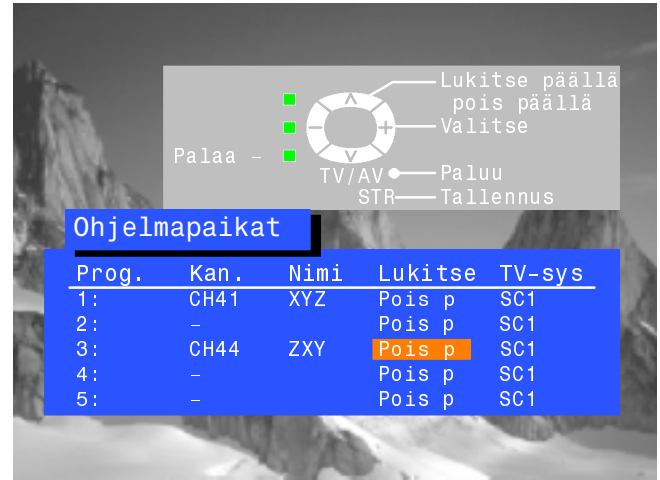 Lukitse päällä
pois päällä
Valitse
Palaa –
TV/AV Paluu
STR Tallennus
Ohjelmapaikat
Prog. Kan. Nimi Lukitse TV-sys
1: CH41 XYZ Pois p SC1
2: – Pois p SC1
3: CH44 ZXY Pois p SC1
4: – Pois p SC1
5: – Pois p SC1